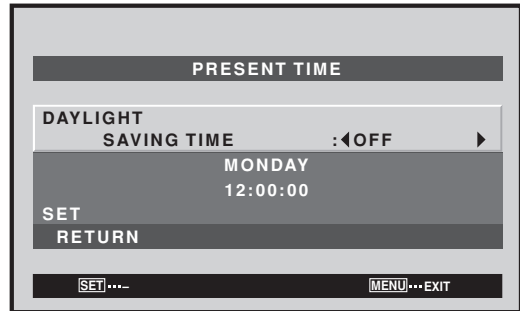 PRESENT TIME
DAYLIGHT
SAVING TIME :◀OFF ▶
MONDAY
12:00:00
SET
RETURN
SET ···– MENU ···EXIT